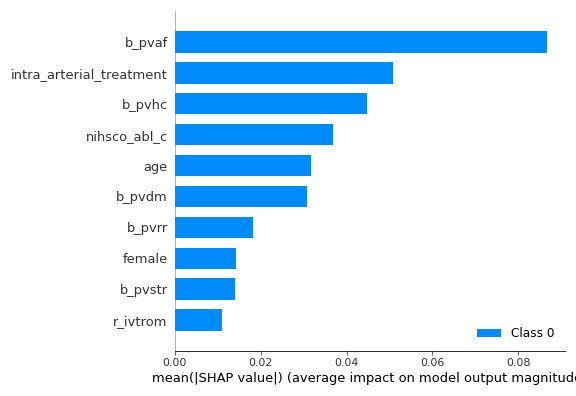 b_pvaf
intra_arterial_treatment
b_pvhc
nihsco_abl_c
age
b_pvdm
b_pvrr
female
b_pvstr
r_ivtrom
Class 0
0.00 0.02 0.04 0.06 0.08
mean(|SHAP value|) (average impact on model output magnitude